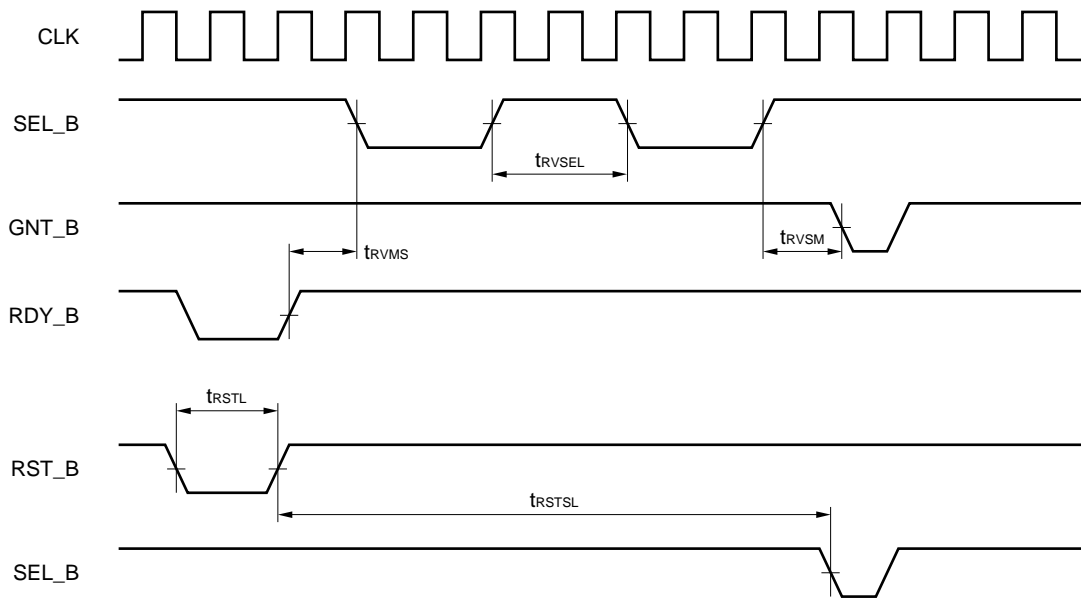 CLK
SEL_B
tRVSEL
GNT_B
tRVSM
tRVMS
RDY_B
tRSTL
RST_B
tRSTSL
SEL_B